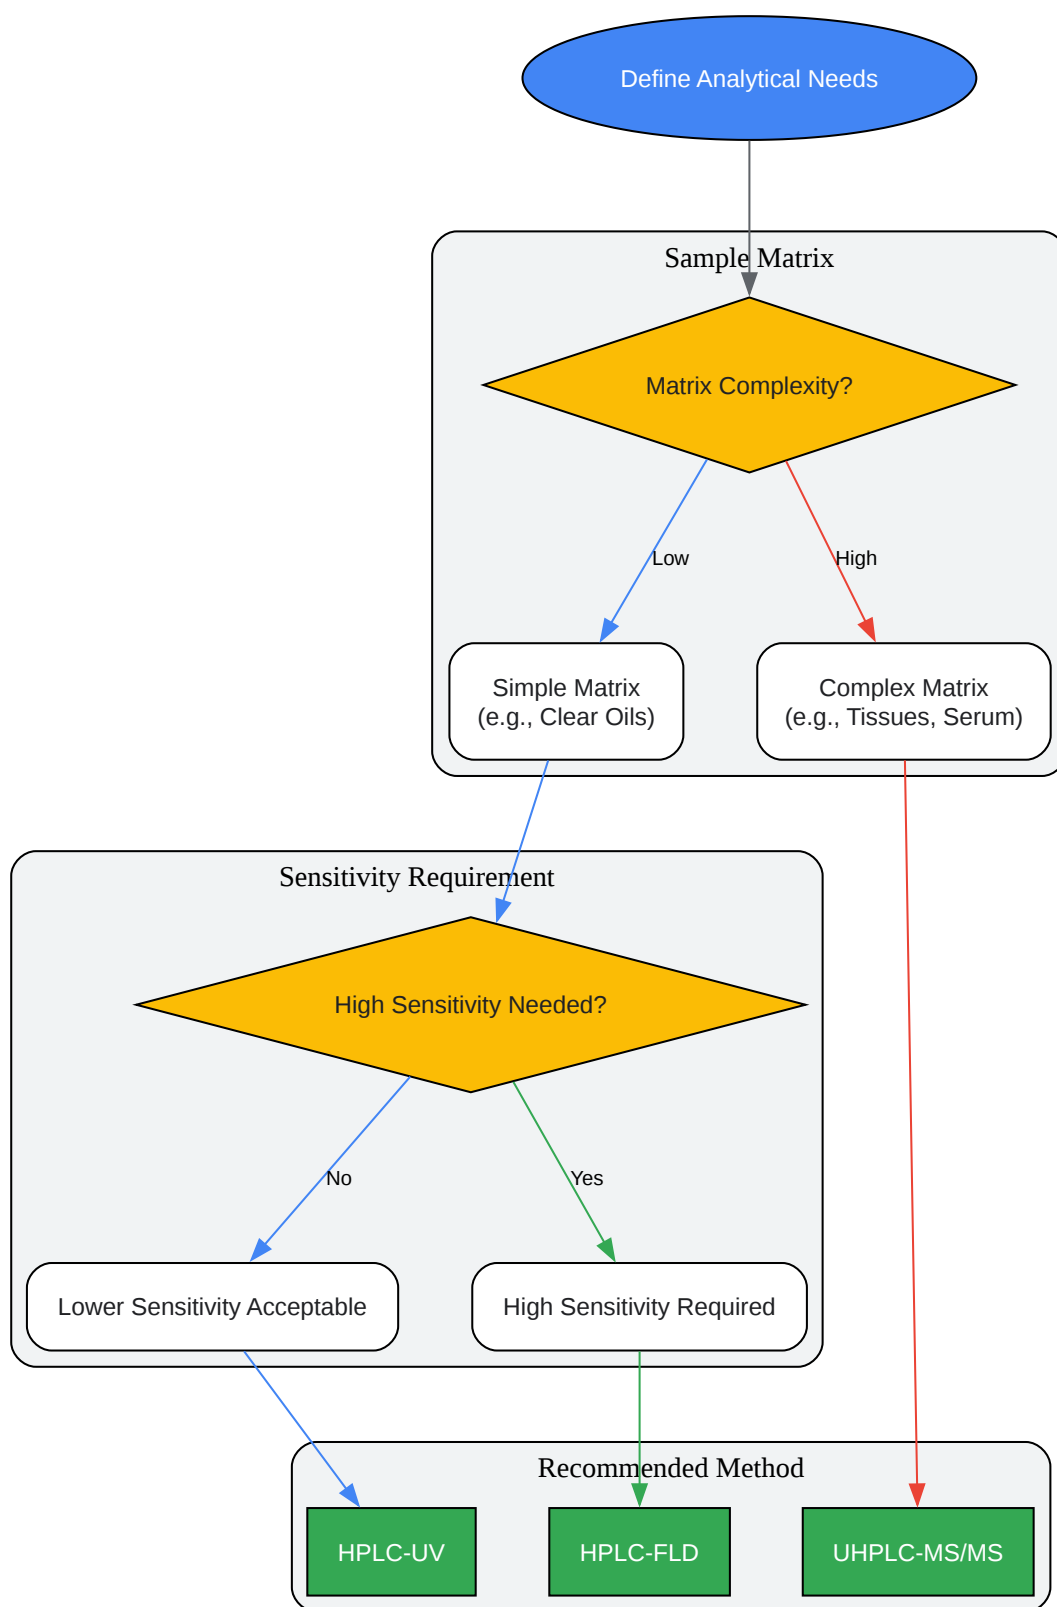 Define Analytical Needs
Sample Matrix
Matrix Complexity?
Low
High
Simple Matrix
(e.g., Clear Oils)
Complex Matrix
(e.g., Tissues, Serum)
Sensitivity Requirement
High Sensitivity Needed?
No
Yes
Lower Sensitivity Acceptable
High Sensitivity Required
Recommended Method
HPLC-UV
HPLC-FLD
UHPLC-MS/MS